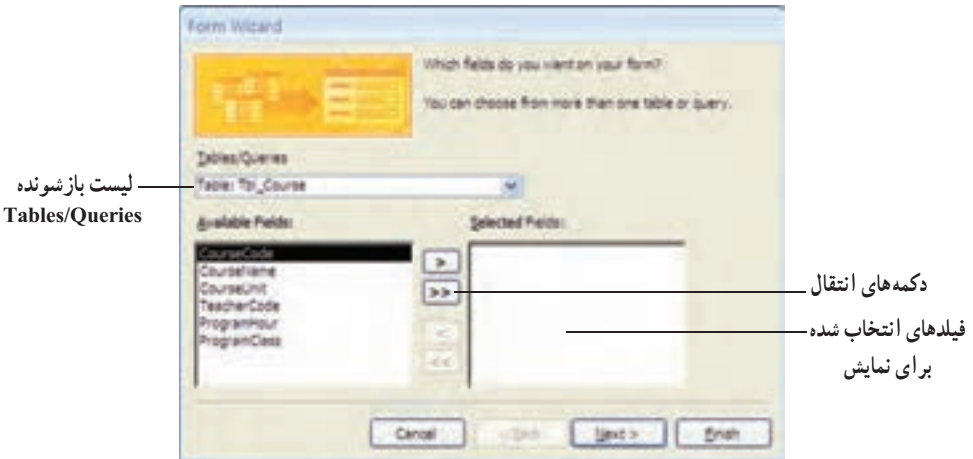 Form Wizard
Which fields do you want on your form?
You can choose from more than one table or query.
Tables/Queries
Table: Tbl_Course
لیست بازشونده
Tables/Queries
Available Fields:
Selected Fields:
CourseCode
CourseName
CourseUnit
TeacherCode
ProgramHour
ProgramClass
>
>>
<
<<
دکمه‌های انتقال
فیلدهای انتخاب شده
برای نمایش
Cancel
< Back
Next >
Finish